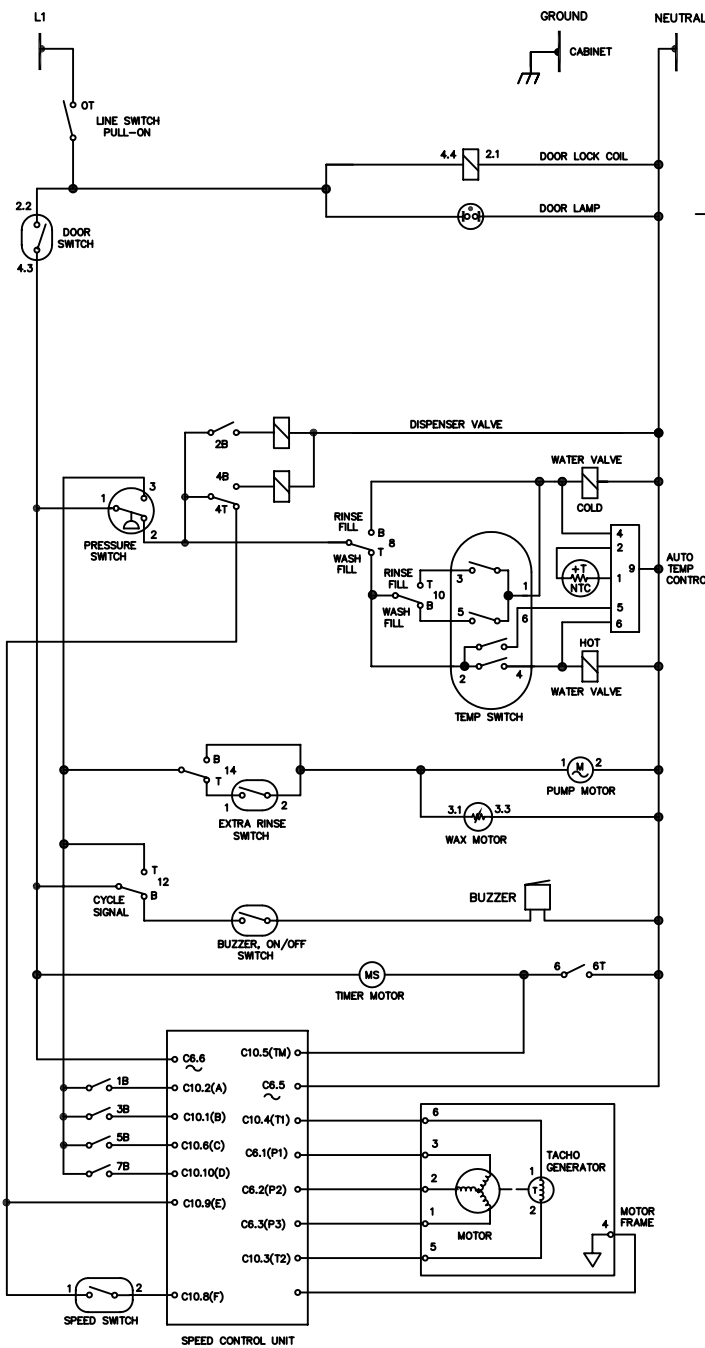 L1
GROUND
NEUTRAL
CABINET
OT
LINE SWITCH
PULL-ON
4.4
2.1
DOOR LOCK COIL
2.2
DOOR LAMP
DOOR
SWITCH
4.3
DISPENSER VALVE
2B
4B
4T
WATER VALVE
COLD
3
1
2
PRESSURE
SWITCH
RINSE
FILL
B
8
T
WASH
FILL
4
2
+T
NTC
1
9
AUTO
TEMP
CONTROL
5
6
RINSE
FILL
T
10
B
WASH
FILL
3
1
5
6
2
4
TEMP SWITCH
HOT
WATER VALVE
B
14
T
1
2
EXTRA RINSE
SWITCH
1
M
2
PUMP MOTOR
3.1
3.3
WAX MOTOR
T
12
B
CYCLE
SIGNAL
BUZZER
BUZZER, ON/OFF
SWITCH
MS
TIMER MOTOR
6
6T
C6.6
C10.5(TM)
1B
C10.2(A)
C6.5
3B
C10.1(B)
C10.4(T1)
6
5B
C10.6(C)
C6.1(P1)
3
TACHO
GENERATOR
7B
C10.10(D)
C6.2(P2)
2
1
T
2
C10.9(E)
C6.3(P3)
1
MOTOR
MOTOR
FRAME
4
C10.3(T2)
5
1
2
C10.8(F)
SPEED SWITCH
SPEED CONTROL UNIT